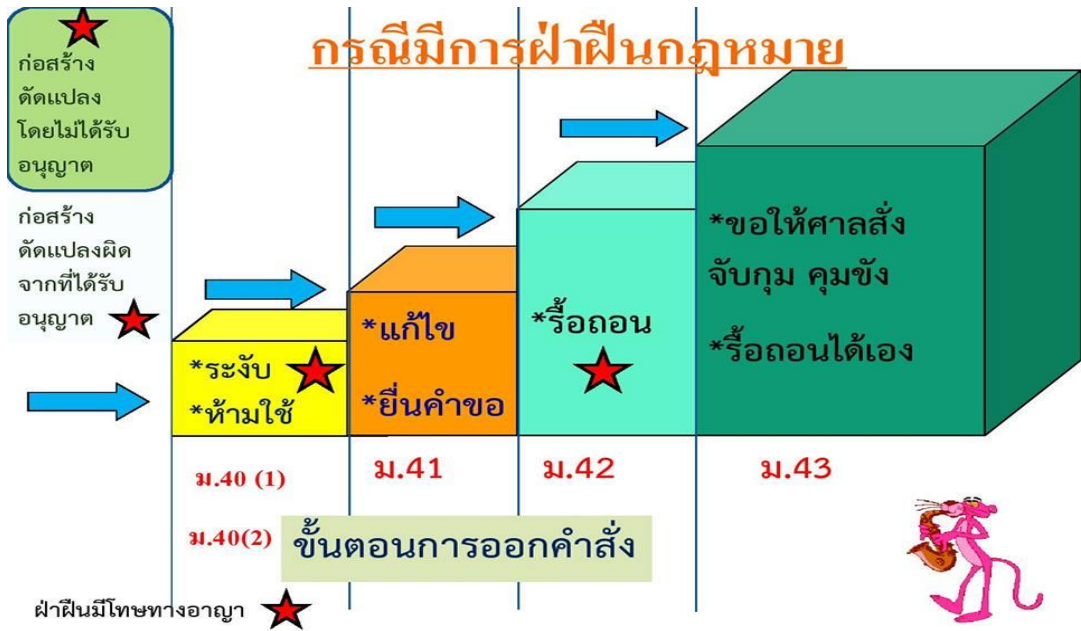 กรณีมีการฝ่าฝืนกฎหมาย
ก่อสร้าง
ดัดแปลง
โดยไม่ได้รับ
อนุญาต
ก่อสร้าง
ดัดแปลงผิด
จากที่ได้รับ
อนุญาต
*ระงับ
*ห้ามใช้
*แก้ไข
*ยื่นคำขอ
*รื้อถอน
*ขอให้ศาลสั่ง
จับกุม คุมขัง
*รื้อถอนได้เอง
ม.40 (1)
ม.40(2)
ม.41
ม.42
ม.43
ขั้นตอนการออกคำสั่ง
ฝ่าฝืนมีโทษทางอาญา